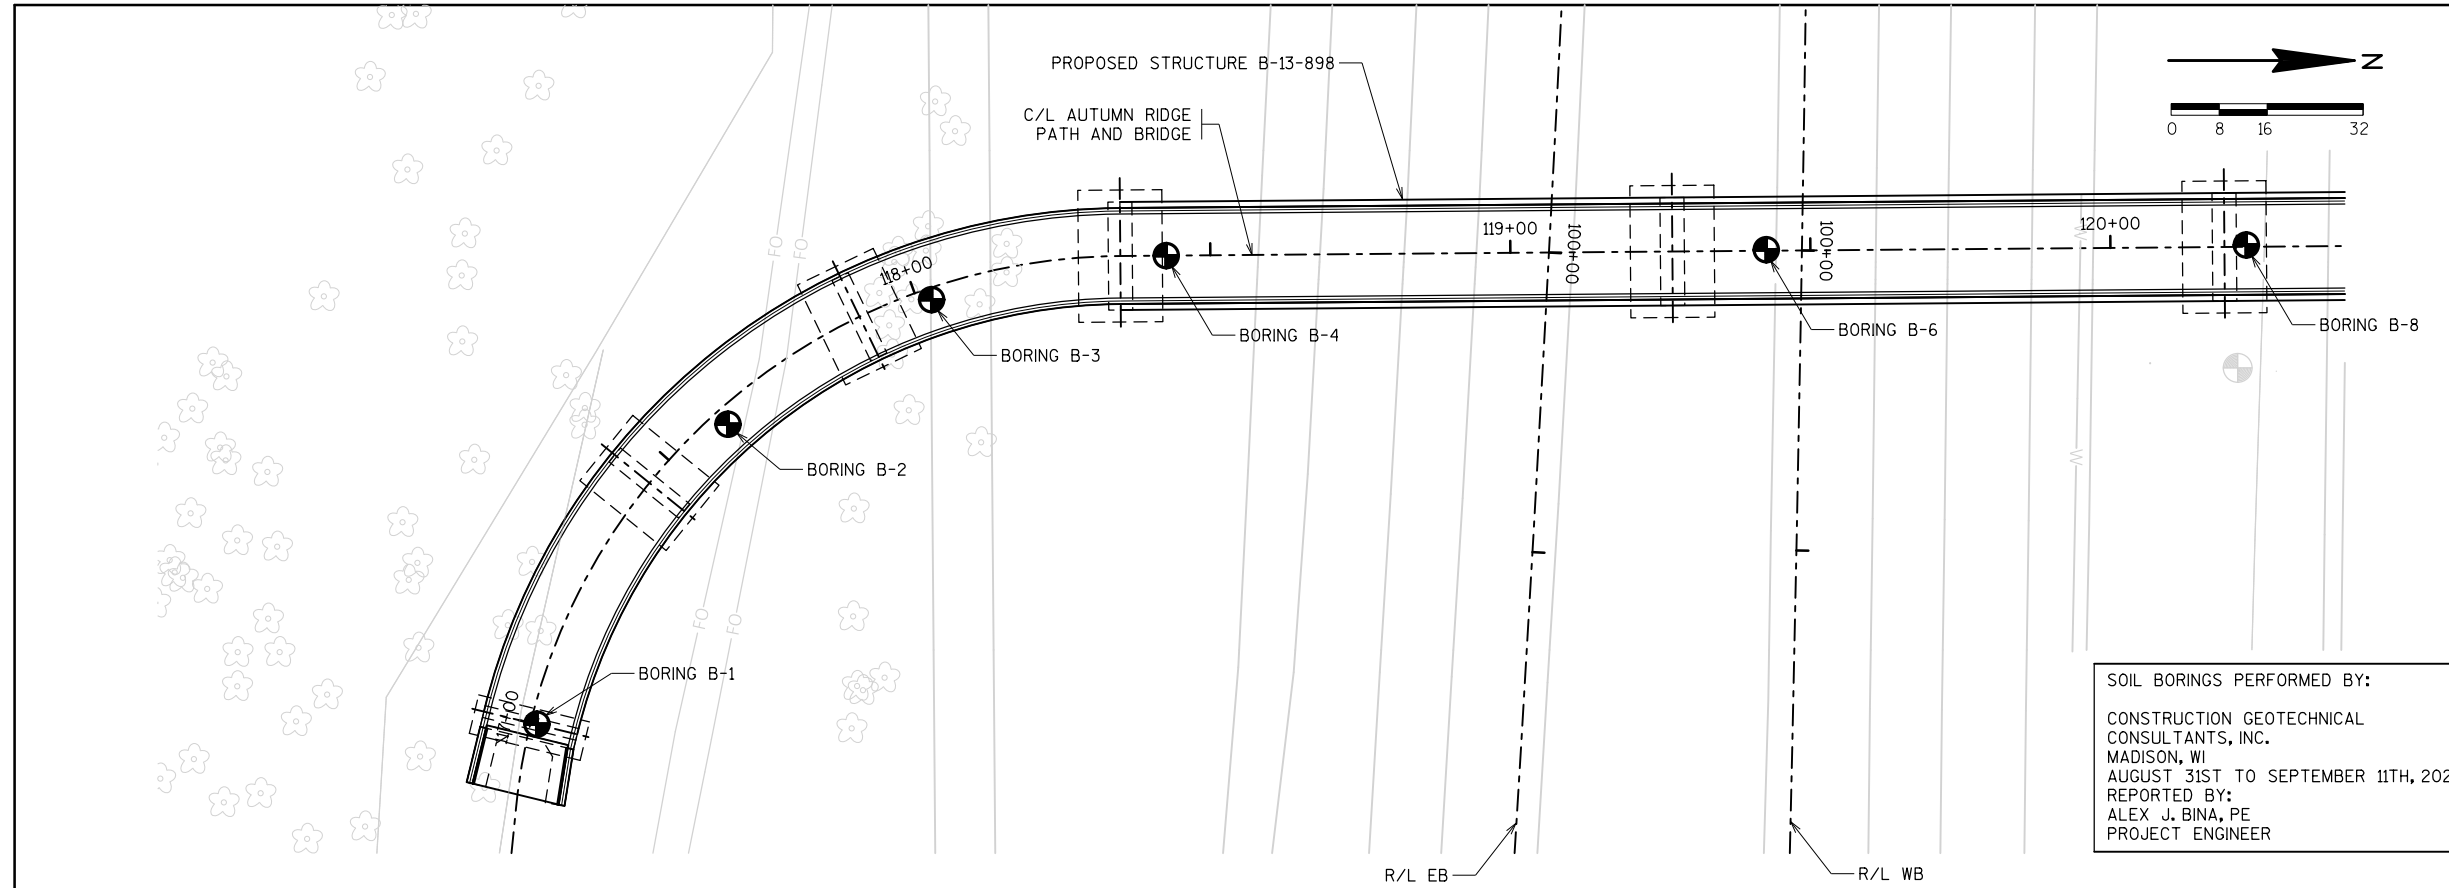 PROPOSED STRUCTURE B-13-898
C/L AUTUMN RIDGE
PATH AND BRIDGE
N
0 8 16 32
FO
FO
118+00
119+00
100+00
100+00
120+00
W
BORING B-3
BORING B-4
BORING B-6
BORING B-8
BORING B-2
W
FO
FO
BORING B-1
117+00
SOIL BORINGS PERFORMED BY:
CONSTRUCTION GEOTECHNICAL
CONSULTANTS, INC.
MADISON, WI
AUGUST 31ST TO SEPTEMBER 11TH, 202
REPORTED BY:
ALEX J. BINA, PE
PROJECT ENGINEER
R/L EB
R/L WB